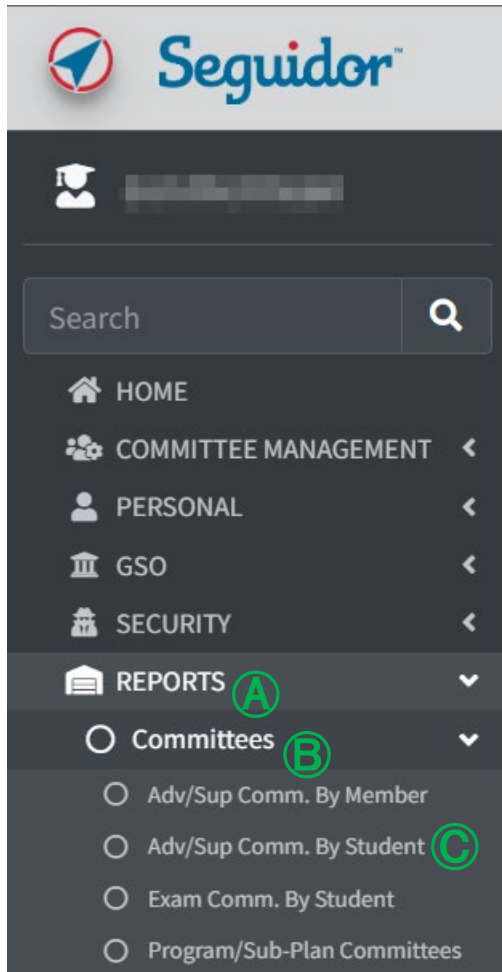 Seguidor™
Search
HOME
COMMITTEE MANAGEMENT
PERSONAL
GSO
SECURITY
REPORTS Ⓐ
Committees Ⓑ
Adv/Sup Comm. By Member
Adv/Sup Comm. By Student Ⓒ
Exam Comm. By Student
Program/Sub-Plan Committees